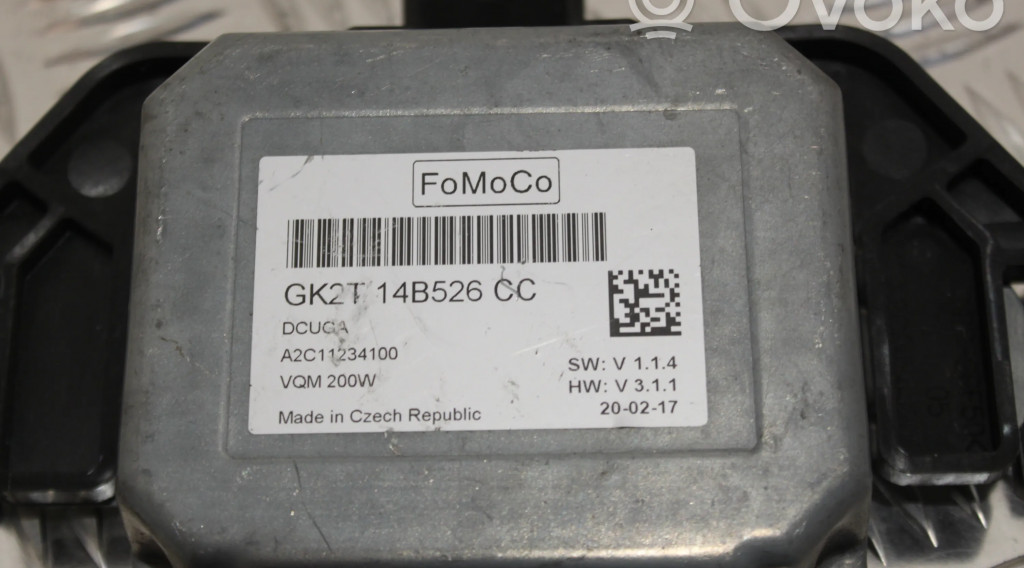 Ovoko
FoMoCo
GK2T 14B526 CC
DCUCA
A2C11234100
VQM 200W
SW: V 1.1.4
HW: V 3.1.1
20-02-17
Made in Czech Republic